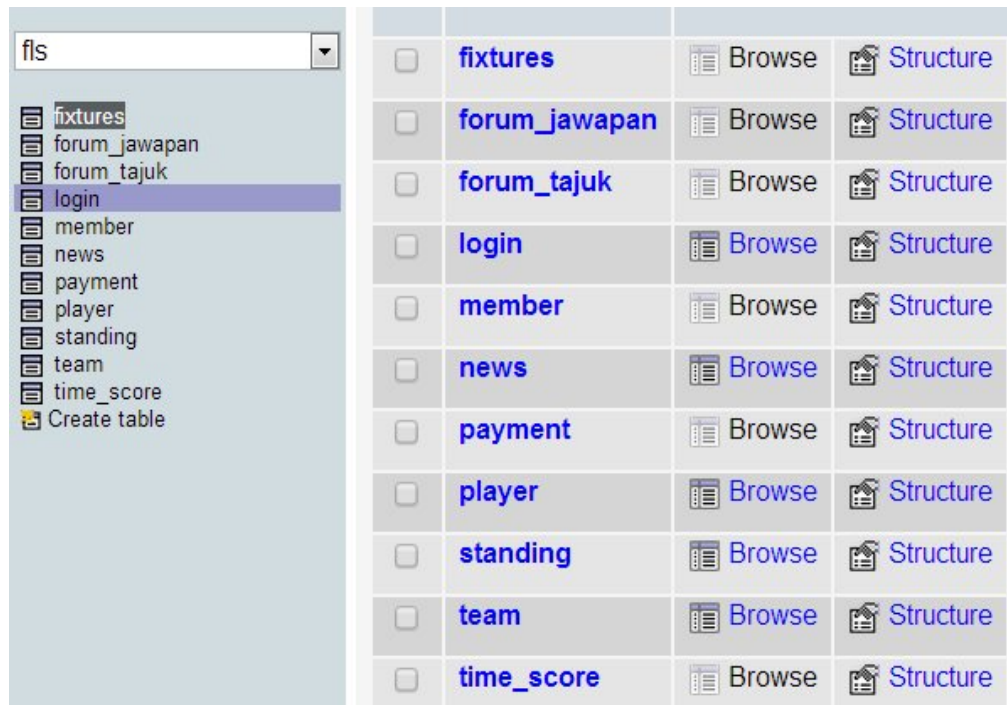 fls
fixtures
forum_jawapan
forum_tajuk
login
member
news
payment
player
standing
team
time_score
Create table
fixtures Browse Structure
forum_jawapan Browse Structure
forum_tajuk Browse Structure
login Browse Structure
member Browse Structure
news Browse Structure
payment Browse Structure
player Browse Structure
standing Browse Structure
team Browse Structure
time_score Browse Structure